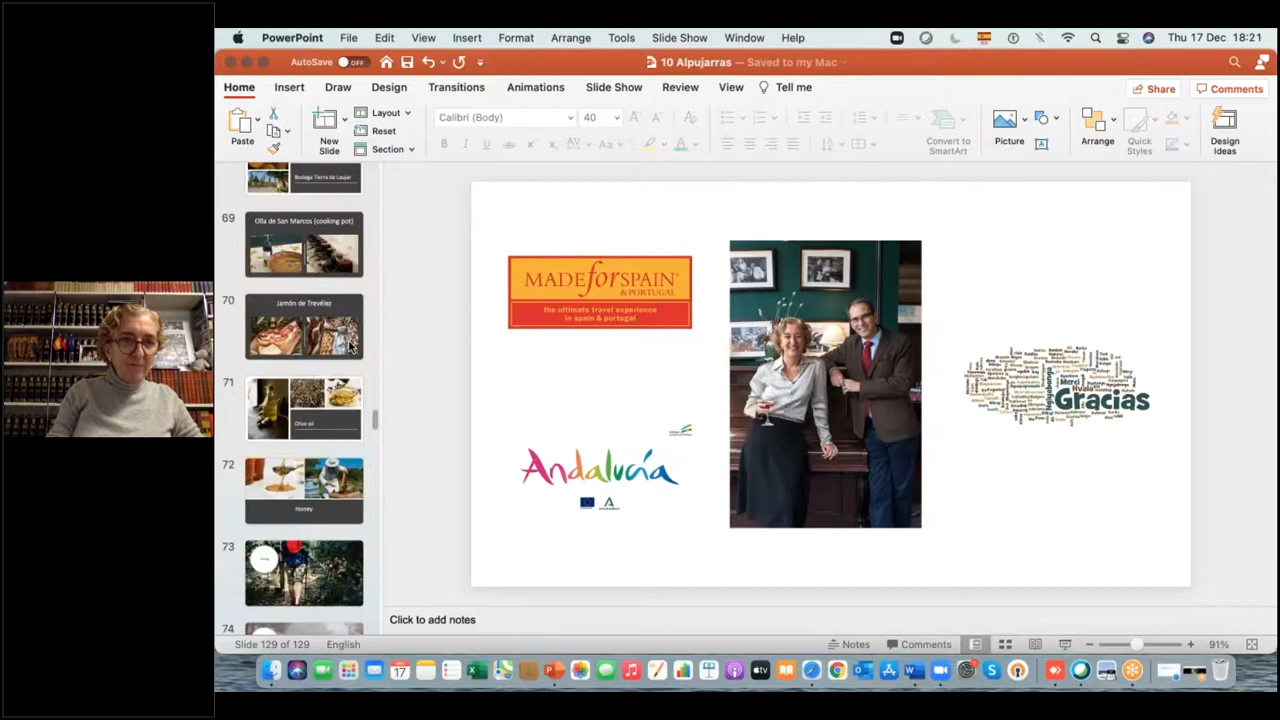 PowerPoint File Edit View Insert Format Arrange Tools Slide Show Window Help Thu 17 Dec 18:21
AutoSave OFF 10 Alpujarras — Saved to my Mac
Home Insert Draw Design Transitions Animations Slide Show Review View Tell me Share Comments
Paste
New Slide
Layout
Reset
Section
Calibri (Body) 40
Convert to SmartArt
Picture
Arrange
Quick Styles
Design Ideas
Bodega Tierra de Laujar
69
Olla de San Marcos (cooking pot)
70
Jamón de Trevélez
71
Olive oil
72
Honey
73
74
MADE for SPAIN
& PORTUGAL
the ultimate travel experience
in spain & portugal
Andalucía
Merci
Gracias
Click to add notes
Slide 129 of 129 English Notes Comments 91%
17